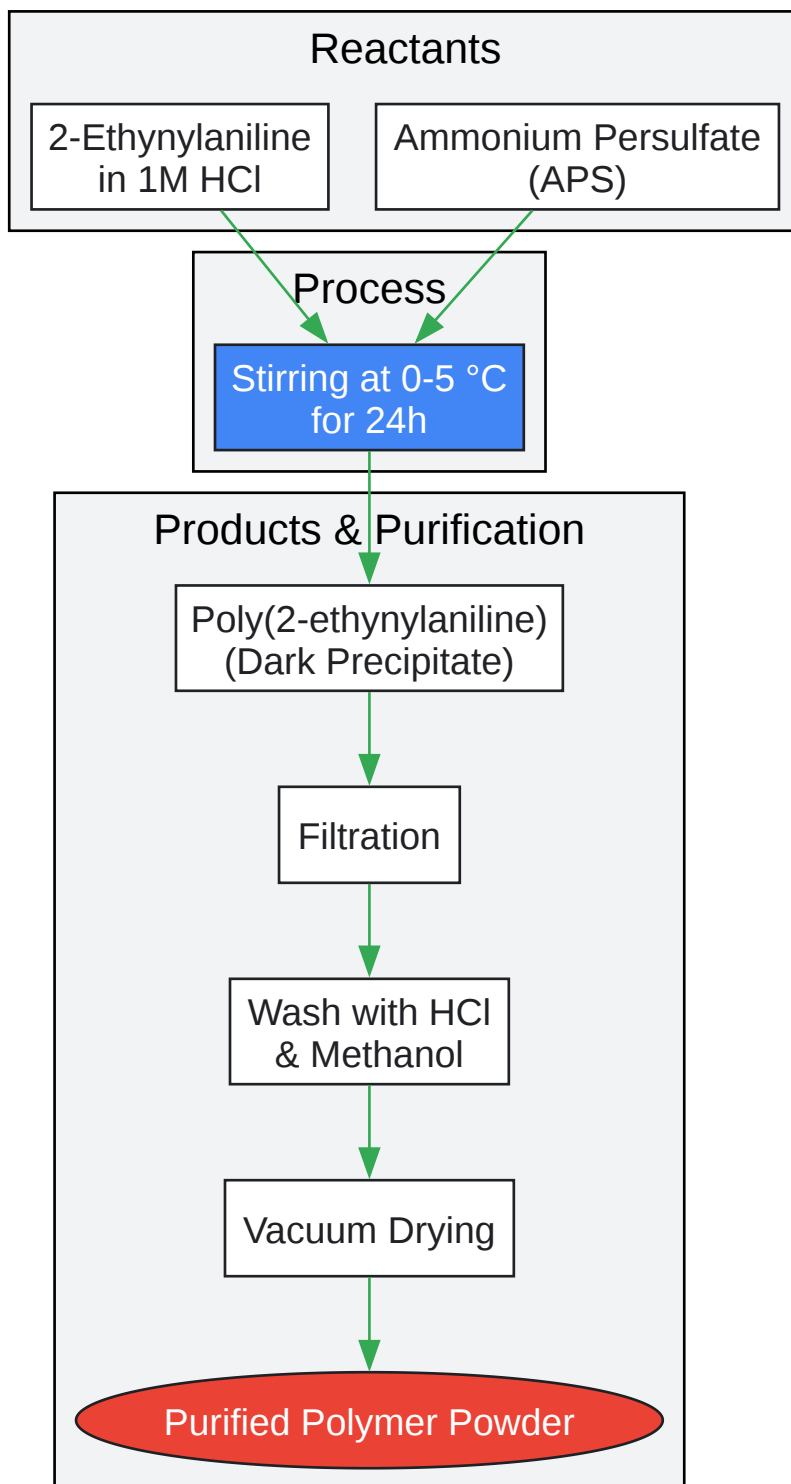 Reactants
2-Ethynylaniline
in 1M HCl
Ammonium Persulfate
(APS)
Process
Stirring at 0-5 °C
for 24h
Products & Purification
Poly(2-ethynylaniline)
(Dark Precipitate)
Filtration
Wash with HCl
& Methanol
Vacuum Drying
Purified Polymer Powder